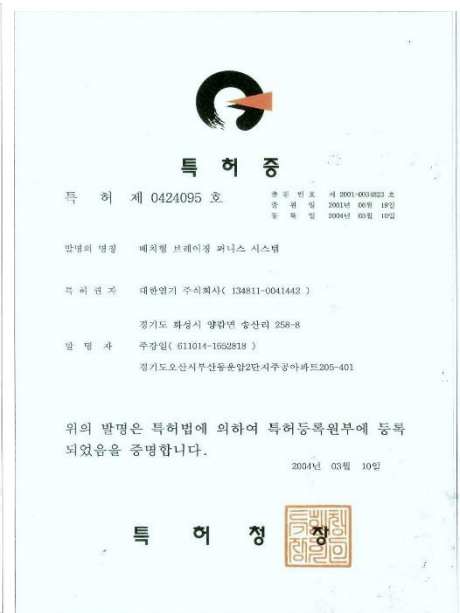 특허증
특 허 제 0424095 호
출원번호 제 2001-0034823 호
출원일 2001년 06월 19일
등록일 2004년 03월 10일
발명의 명칭 배치형 브레이징 퍼니스 시스템
특허권자 대한열기 주식회사( 134811-0041442 )
경기도 화성시 양감면 송산리 258-8
발명자 주강일( 611014-1652818 )
경기도오산시부산동운암2단지주공아파트205-401
위의 발명은 특허법에 의하여 특허등록원부에 등록
되었음을 증명합니다.
2004년 03월 10일
특 허 청 장